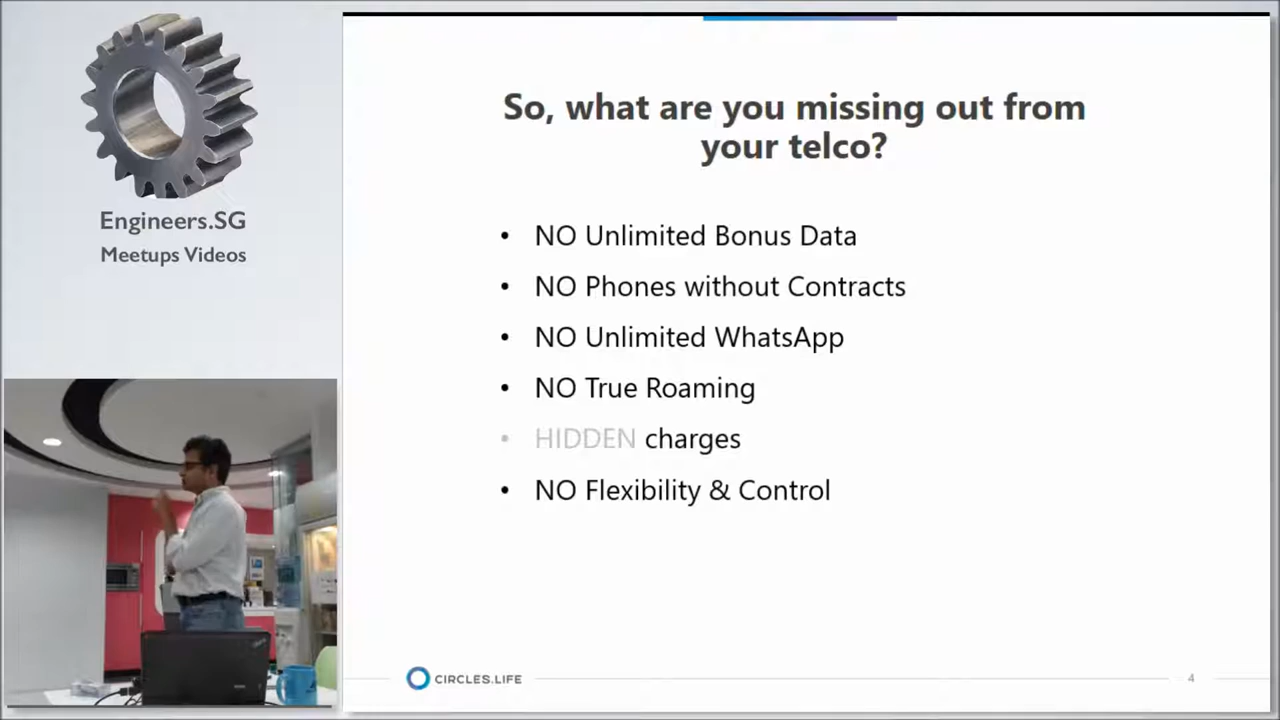 Engineers.SG
Meetups Videos
So, what are you missing out from
your telco?
• NO Unlimited Bonus Data
• NO Phones without Contracts
• NO Unlimited WhatsApp
• NO True Roaming
• HIDDEN charges
• NO Flexibility & Control
CIRCLES.LIFE
4